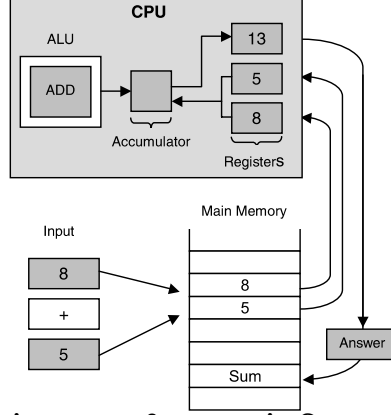 CPU
ALU
13
ADD
5
8
Accumulator
Registers
Main Memory
Input
8
8
5
+
5
Answer
Sum